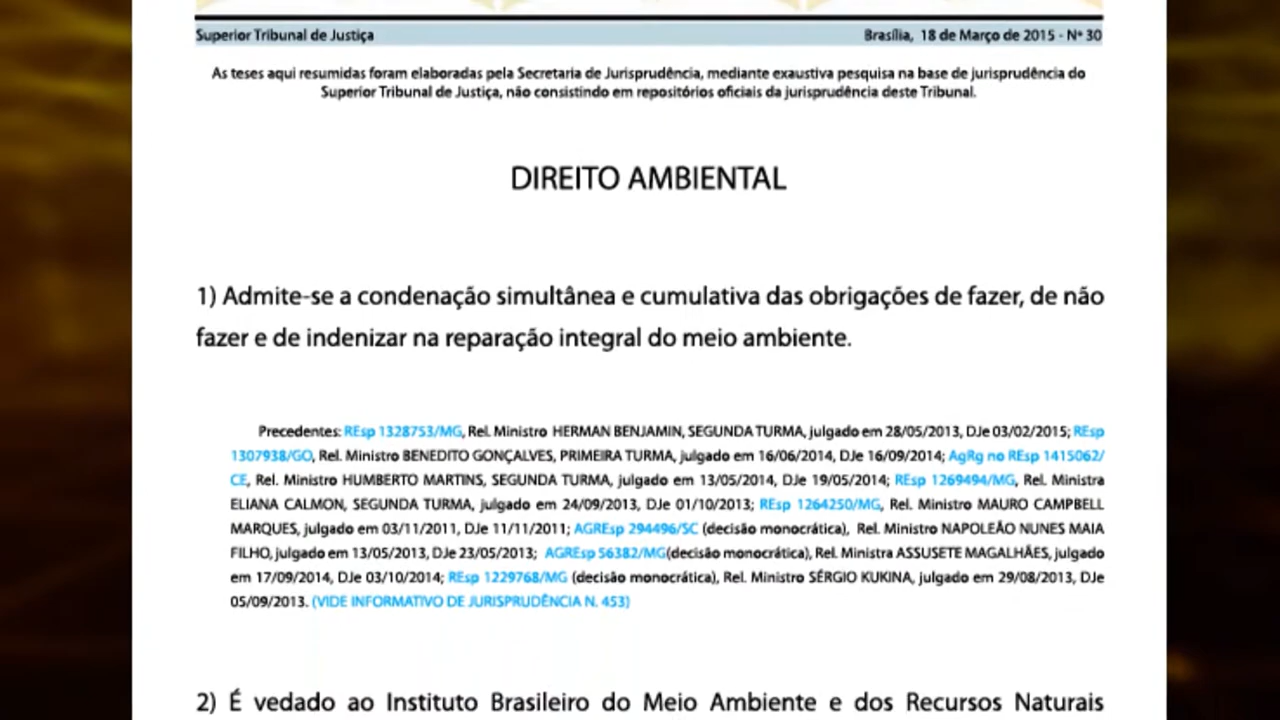 Superior Tribunal de Justiça Brasília, 18 de Março de 2015 - Nº 30
As teses aqui resumidas foram elaboradas pela Secretaria de Jurisprudência, mediante exaustiva pesquisa na base de jurisprudência do
Superior Tribunal de Justiça, não consistindo em repositórios oficiais da jurisprudência deste Tribunal.
DIREITO AMBIENTAL
1) Admite-se a condenação simultânea e cumulativa das obrigações de fazer, de não
fazer e de indenizar na reparação integral do meio ambiente.
Precedentes: REsp 1328753/MG, Rel. Ministro HERMAN BENJAMIN, SEGUNDA TURMA, julgado em 28/05/2013, DJe 03/02/2015; REsp
1307938/GO, Rel. Ministro BENEDITO GONÇALVES, PRIMEIRA TURMA, julgado em 16/06/2014, DJe 16/09/2014; AgRg no REsp 1415062/
CE, Rel. Ministro HUMBERTO MARTINS, SEGUNDA TURMA, julgado em 13/05/2014, DJe 19/05/2014; REsp 1269494/MG, Rel. Ministra
ELIANA CALMON, SEGUNDA TURMA, julgado em 24/09/2013, DJe 01/10/2013; REsp 1264250/MG, Rel. Ministro MAURO CAMPBELL
MARQUES, julgado em 03/11/2011, DJe 11/11/2011; AGREsp 294496/SC (decisão monocrática), Rel. Ministro NAPOLEÃO NUNES MAIA
FILHO, julgado em 13/05/2013, DJe 23/05/2013; AGREsp 56382/MG(decisão monocrática), Rel. Ministra ASSUSETE MAGALHÃES, julgado
em 17/09/2014, DJe 03/10/2014; REsp 1229768/MG (decisão monocrática), Rel. Ministro SÉRGIO KUKINA, julgado em 29/08/2013, DJe
05/09/2013. (VIDE INFORMATIVO DE JURISPRUDÊNCIA N. 453)
2) É vedado ao Instituto Brasileiro do Meio Ambiente e dos Recursos Naturais